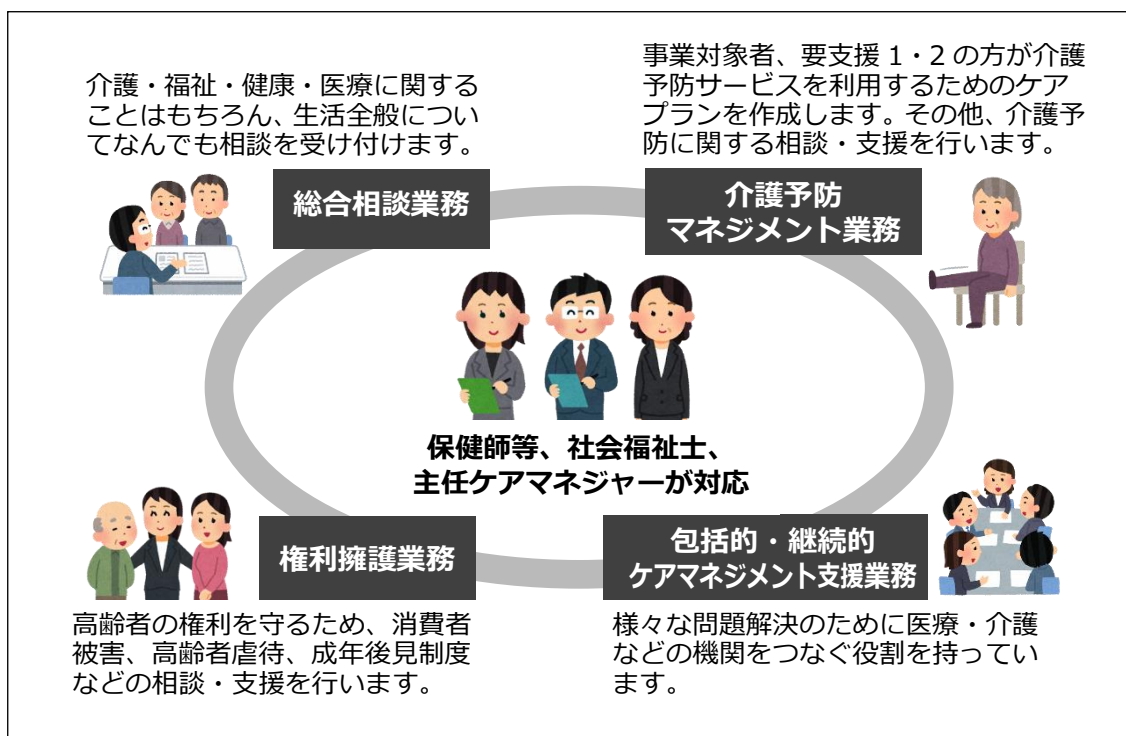 介護・福祉・健康・医療に関する
ことはもちろん、生活全般につい
てなんでも相談を受け付けます。
総合相談業務
事業対象者、要支援 1・2 の方が介護
予防サービスを利用するためのケア
プランを作成します。その他、介護予
防に関する相談・支援を行います。
介護予防
マネジメント業務
保健師等、社会福祉士、
主任ケアマネジャーが対応
権利擁護業務
高齢者の権利を守るため、消費者
被害、高齢者虐待、成年後見制度
などの相談・支援を行います。
包括的・継続的
ケアマネジメント支援業務
様々な問題解決のために医療・介護
などの機関をつなぐ役割を持ってい
ます。